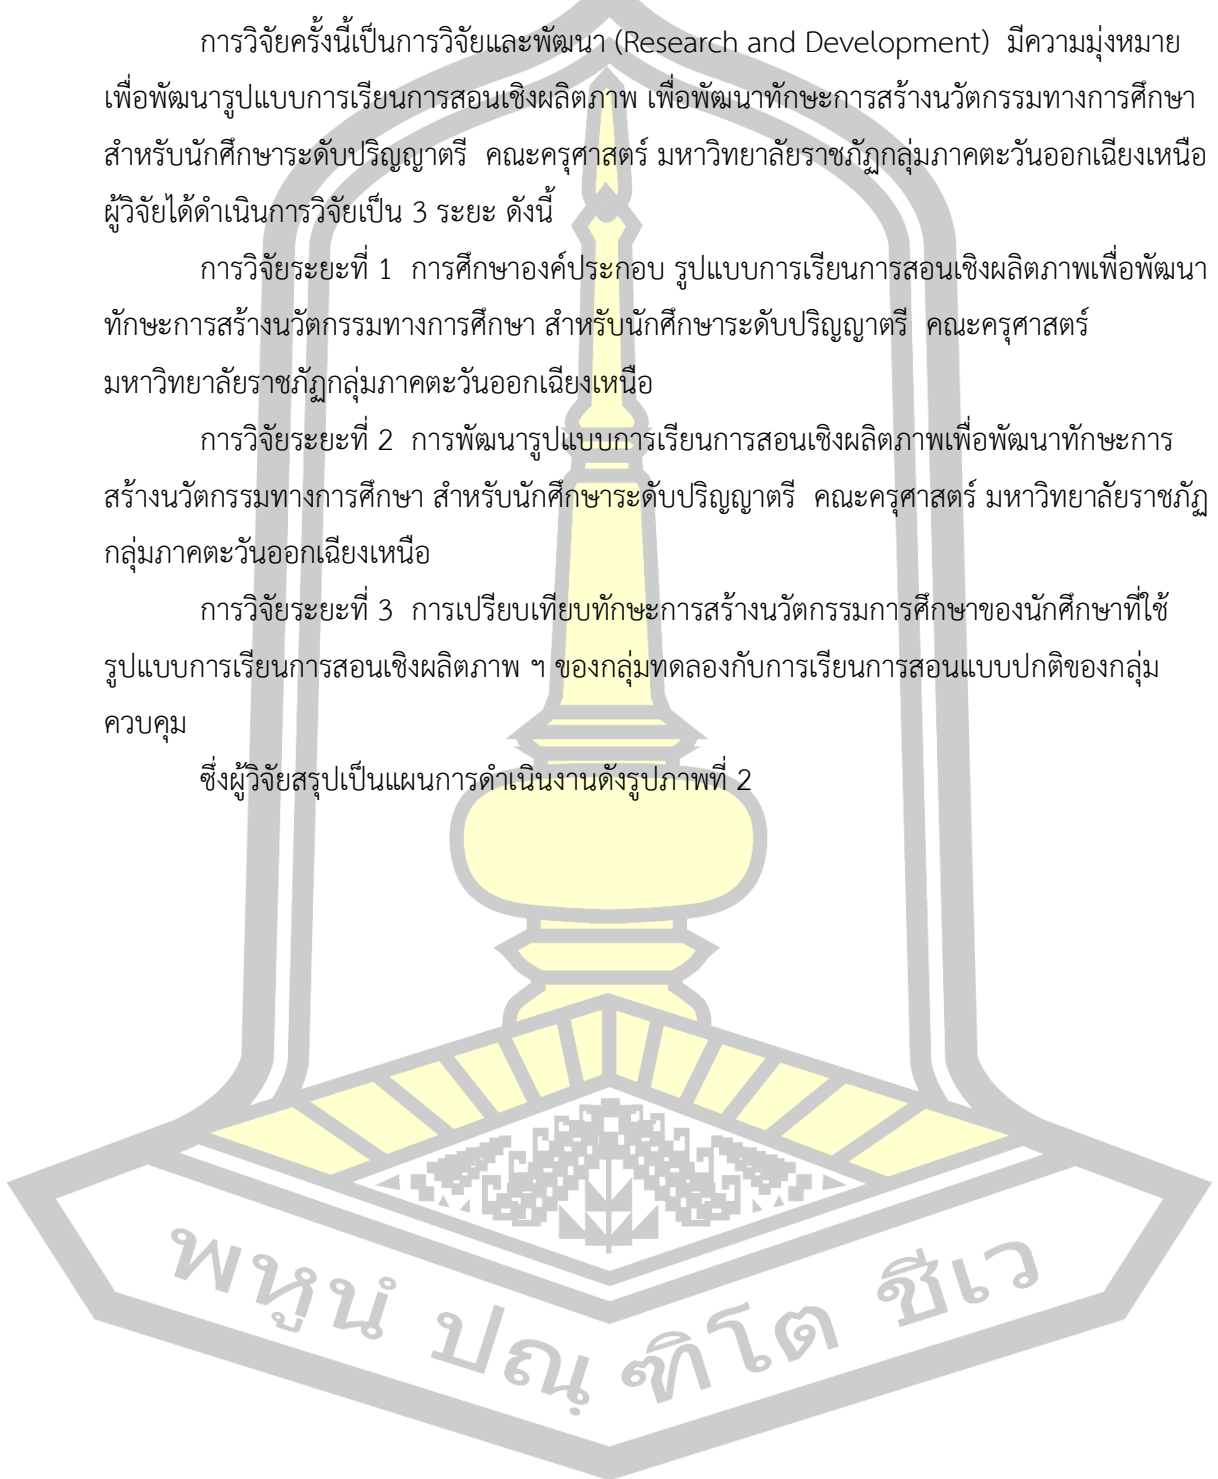 การวิจัยครั้งนี้เป็นการวิจัยและพัฒนา (Research and Development)  มีความมุ่งหมาย
เพื่อพัฒนารูปแบบการเรียนการสอนเชิงผลิตภาพ เพื่อพัฒนาทักษะการสร้างนวัตกรรมทางการศึกษา
สำหรับนักศึกษาระดับปริญญาตรี  คณะครุศาสตร์ มหาวิทยาลัยราชภัฏกลุ่มภาคตะวันออกเฉียงเหนือ
ผู้วิจัยได้ดำเนินการวิจัยเป็น 3 ระยะ ดังนี้
การวิจัยระยะที่ 1  การศึกษาองค์ประกอบ รูปแบบการเรียนการสอนเชิงผลิตภาพเพื่อพัฒนา
ทักษะการสร้างนวัตกรรมทางการศึกษา สำหรับนักศึกษาระดับปริญญาตรี  คณะครุศาสตร์
มหาวิทยาลัยราชภัฏกลุ่มภาคตะวันออกเฉียงเหนือ
การวิจัยระยะที่ 2  การพัฒนารูปแบบการเรียนการสอนเชิงผลิตภาพเพื่อพัฒนาทักษะการ
สร้างนวัตกรรมทางการศึกษา สำหรับนักศึกษาระดับปริญญาตรี  คณะครุศาสตร์ มหาวิทยาลัยราชภัฏ
กลุ่มภาคตะวันออกเฉียงเหนือ
การวิจัยระยะที่ 3  การเปรียบเทียบทักษะการสร้างนวัตกรรมการศึกษาของนักศึกษาที่ใช้
รูปแบบการเรียนการสอนเชิงผลิตภาพ ฯ ของกลุ่มทดลองกับการเรียนการสอนแบบปกติของกลุ่ม
ควบคุม
ซึ่งผู้วิจัยสรุปเป็นแผนการดำเนินงานดังรูปภาพที่ 2
พหูนํ ปณฺฑิโต ชีเว